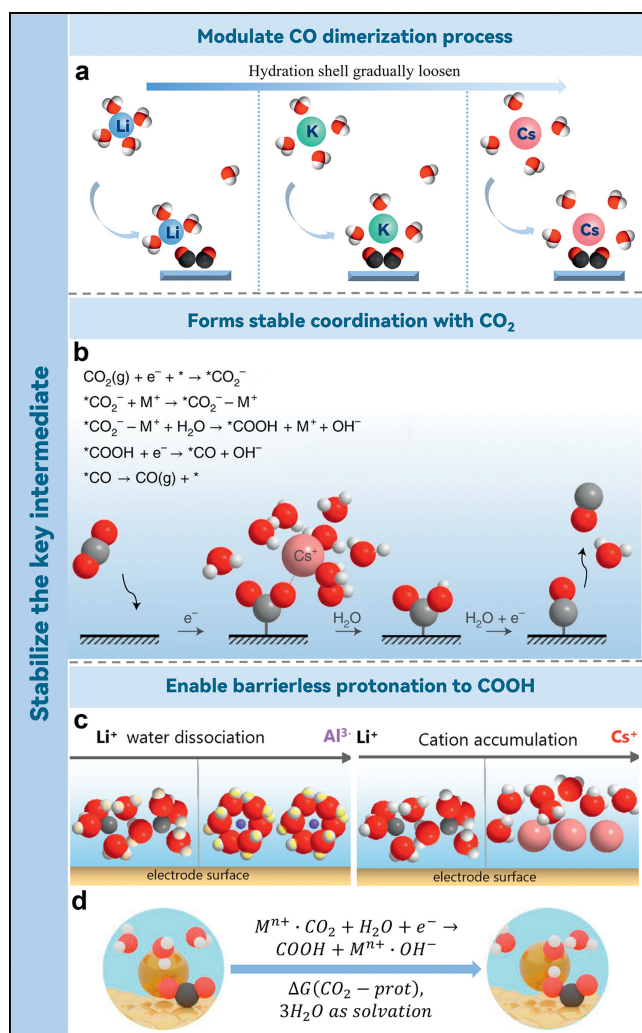 Stabilize the key intermediate
Modulate CO dimerization process
a
Hydration shell gradually loosen
Li K Cs
Li K Cs
Forms stable coordination with CO₂
b
CO₂(g) + e⁻ + * → *CO₂⁻
*CO₂⁻ + M⁺ → *CO₂⁻ – M⁺
*CO₂⁻ – M⁺ + H₂O → *COOH + M⁺ + OH⁻
*COOH + e⁻ → *CO + OH⁻
*CO → CO(g) + *
Cs⁺
e⁻ H₂O H₂O + e⁻
Enable barrierless protonation to COOH
c
Li⁺ water dissociation Al³⁻ Li⁺ Cation accumulation Cs⁺
electrode surface electrode surface
d
Mⁿ⁺ · CO₂ + H₂O + e⁻ →
COOH + Mⁿ⁺ · OH⁻
ΔG(CO₂ − prot),
3H₂O as solvation